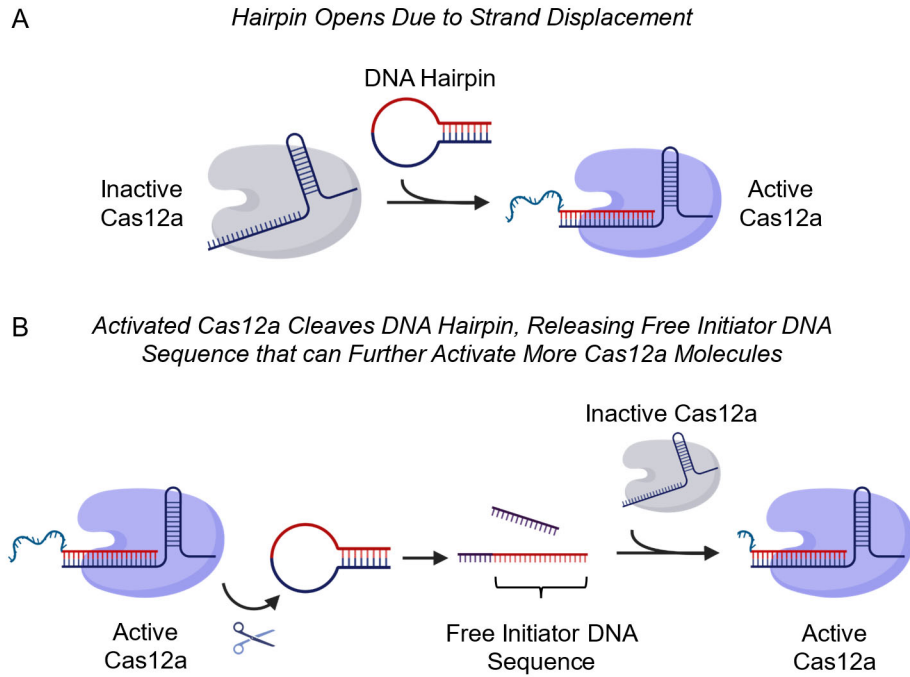 A
Hairpin Opens Due to Strand Displacement
DNA Hairpin
Inactive
Cas12a
Active
Cas12a
B
Activated Cas12a Cleaves DNA Hairpin, Releasing Free Initiator DNA
Sequence that can Further Activate More Cas12a Molecules
Inactive Cas12a
Active
Cas12a
Free Initiator DNA
Sequence
Active
Cas12a